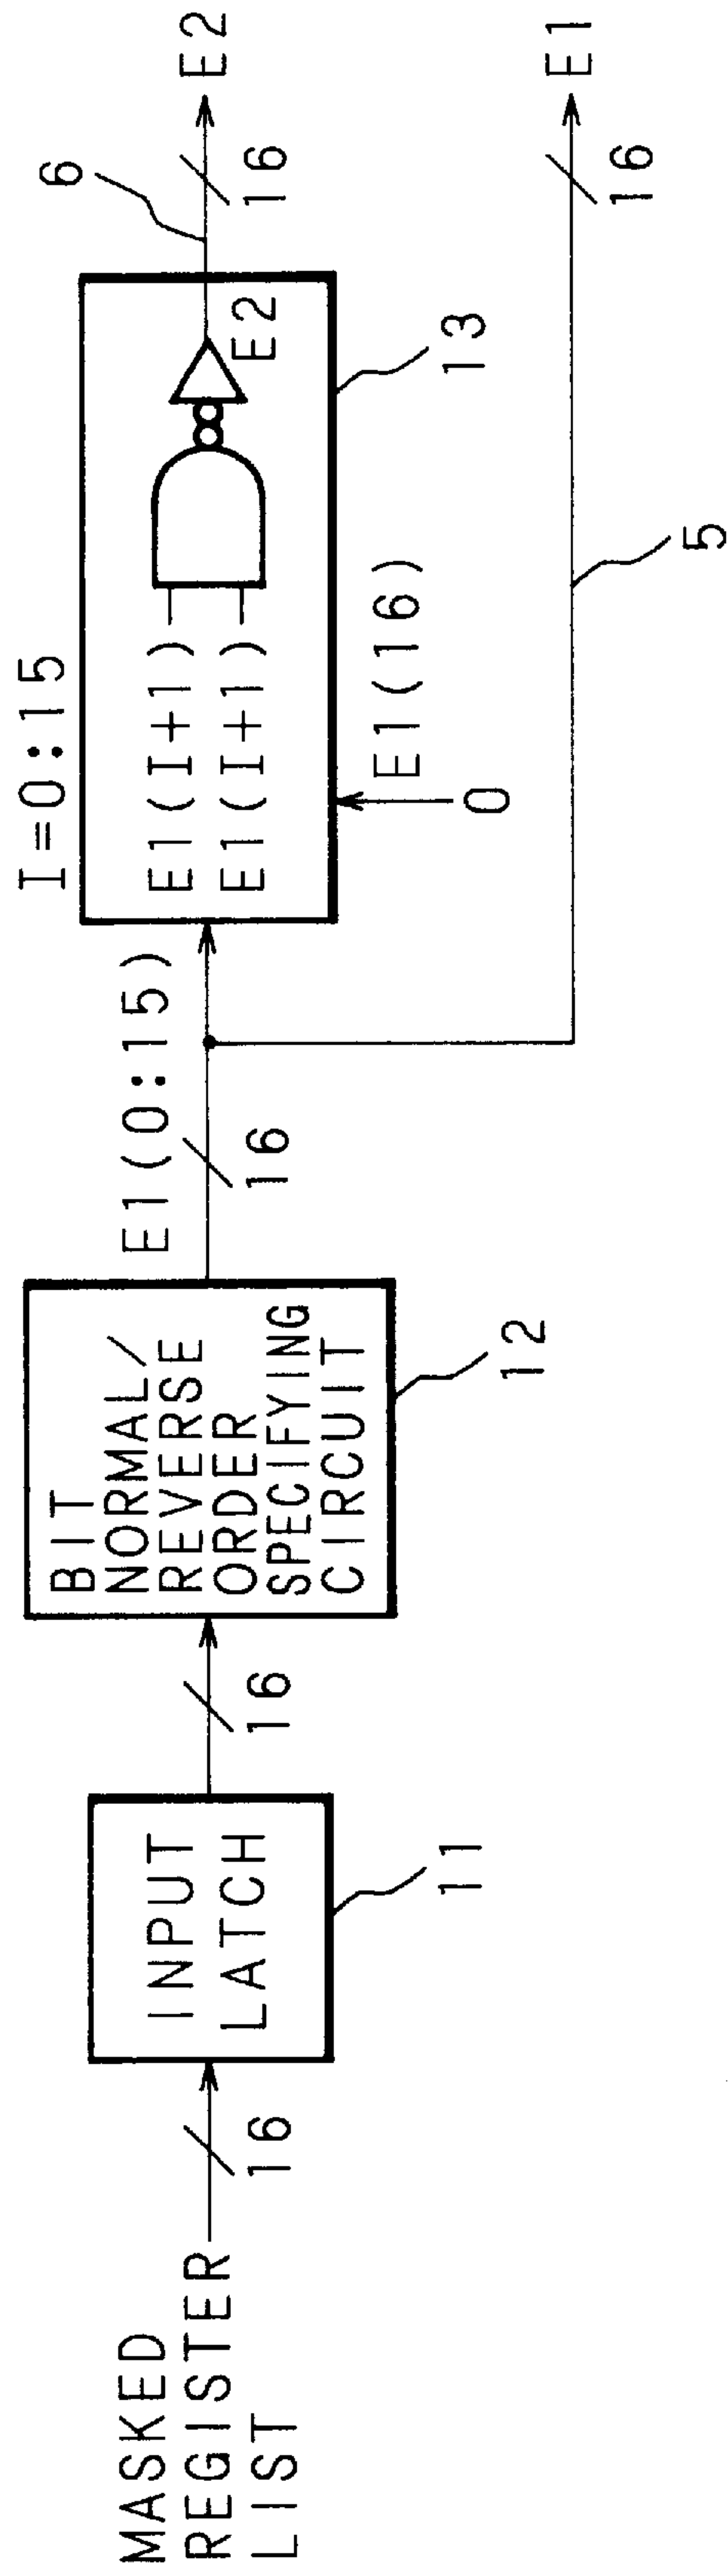 MASKED
REGISTER
LIST
16
INPUT
LATCH
11
16
BIT
NORMAL/
REVERSE
ORDER
SPECIFYING
CIRCUIT
12
E1(0:15)
16
I=0:15
E1(I+1)
E1(I+1)
E2
13
0
E1(16)
6
16
E2
5
16
E1